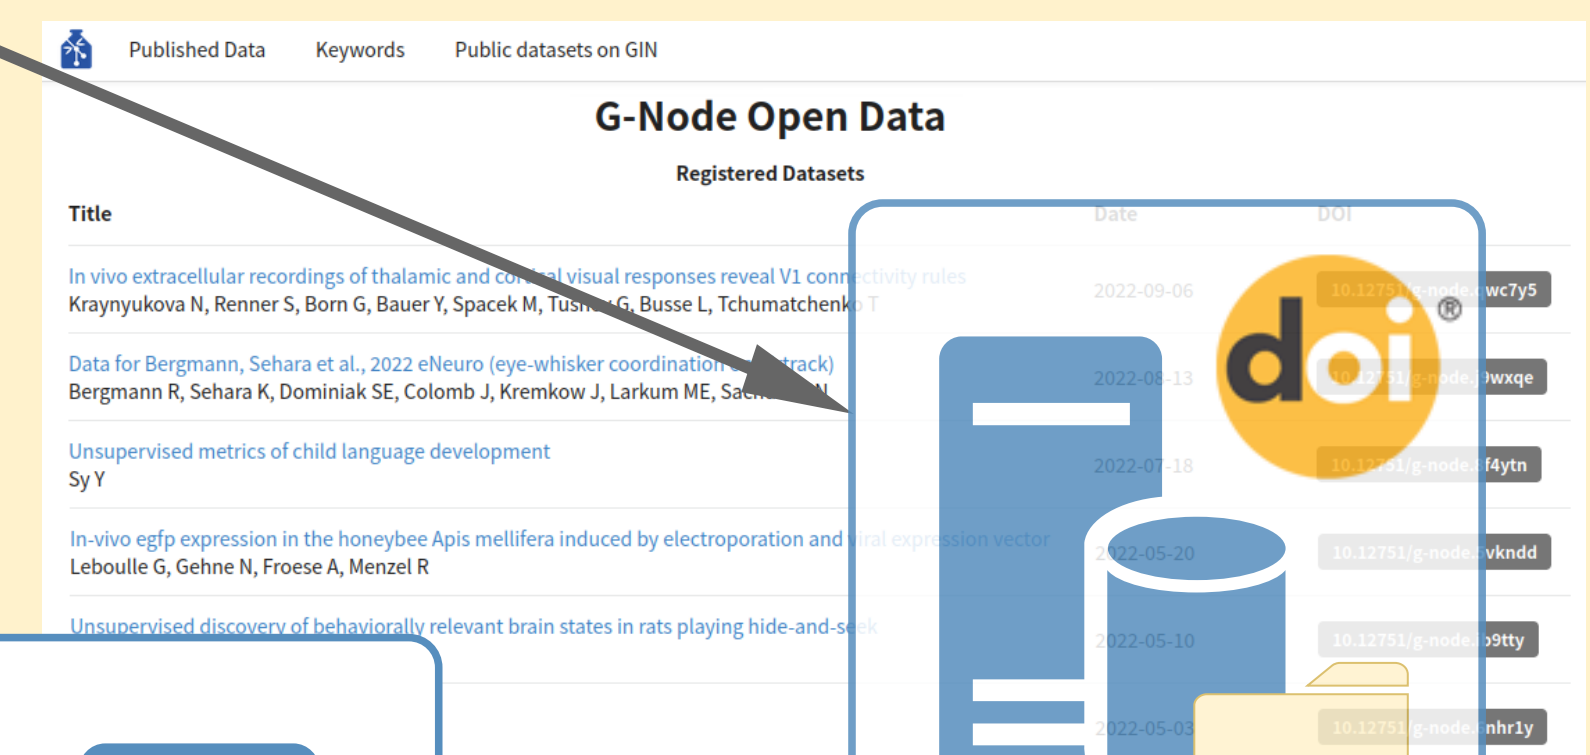 Published Data Keywords Public datasets on GIN
G-Node Open Data
Registered Datasets
Title Date DOI
In vivo extracellular recordings of thalamic and cortical visual responses reveal V1 connectivity rules
Kraynyukova N, Renner S, Born G, Bauer Y, Spacek M, G, Busse L, Tchumatchenko T
2022-09-06 10.12751/g-node.qwc7y5
Data for Bergmann, Sehara et al., 2022 eNeuro (eye-whisker coordination track)
Bergmann R, Sehara K, Dominiak SE, Colomb J, Kremkow J, Larkum ME, N
2022-08-13 10.12751/g-node.j9wxqe
doi®
Unsupervised metrics of child language development
Sy Y
2022-07-18 10.12751/g-node. f4ytn
In-vivo egfp expression in the honeybee Apis mellifera induced by electroporation and viral expression vector
Leboulle G, Gehne N, Froese A, Menzel R
2022-05-20 10.12751/g-node. vkndd
Unsupervised discovery of behaviorally relevant brain states in rats playing hide-and-seek
2022-05-10 10.12751/g-node. b9tty
2022-05-03 10.12751/g-node. nhr1y